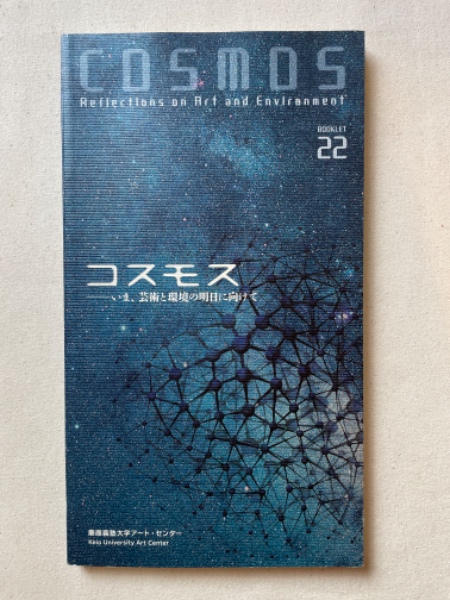 COSMOS
Reflections on Art and Environment
BOOKLET
22
コスモス
——いま、芸術と環境の明日に向けて
慶應義塾大学アート・センター
Keio University Art Center